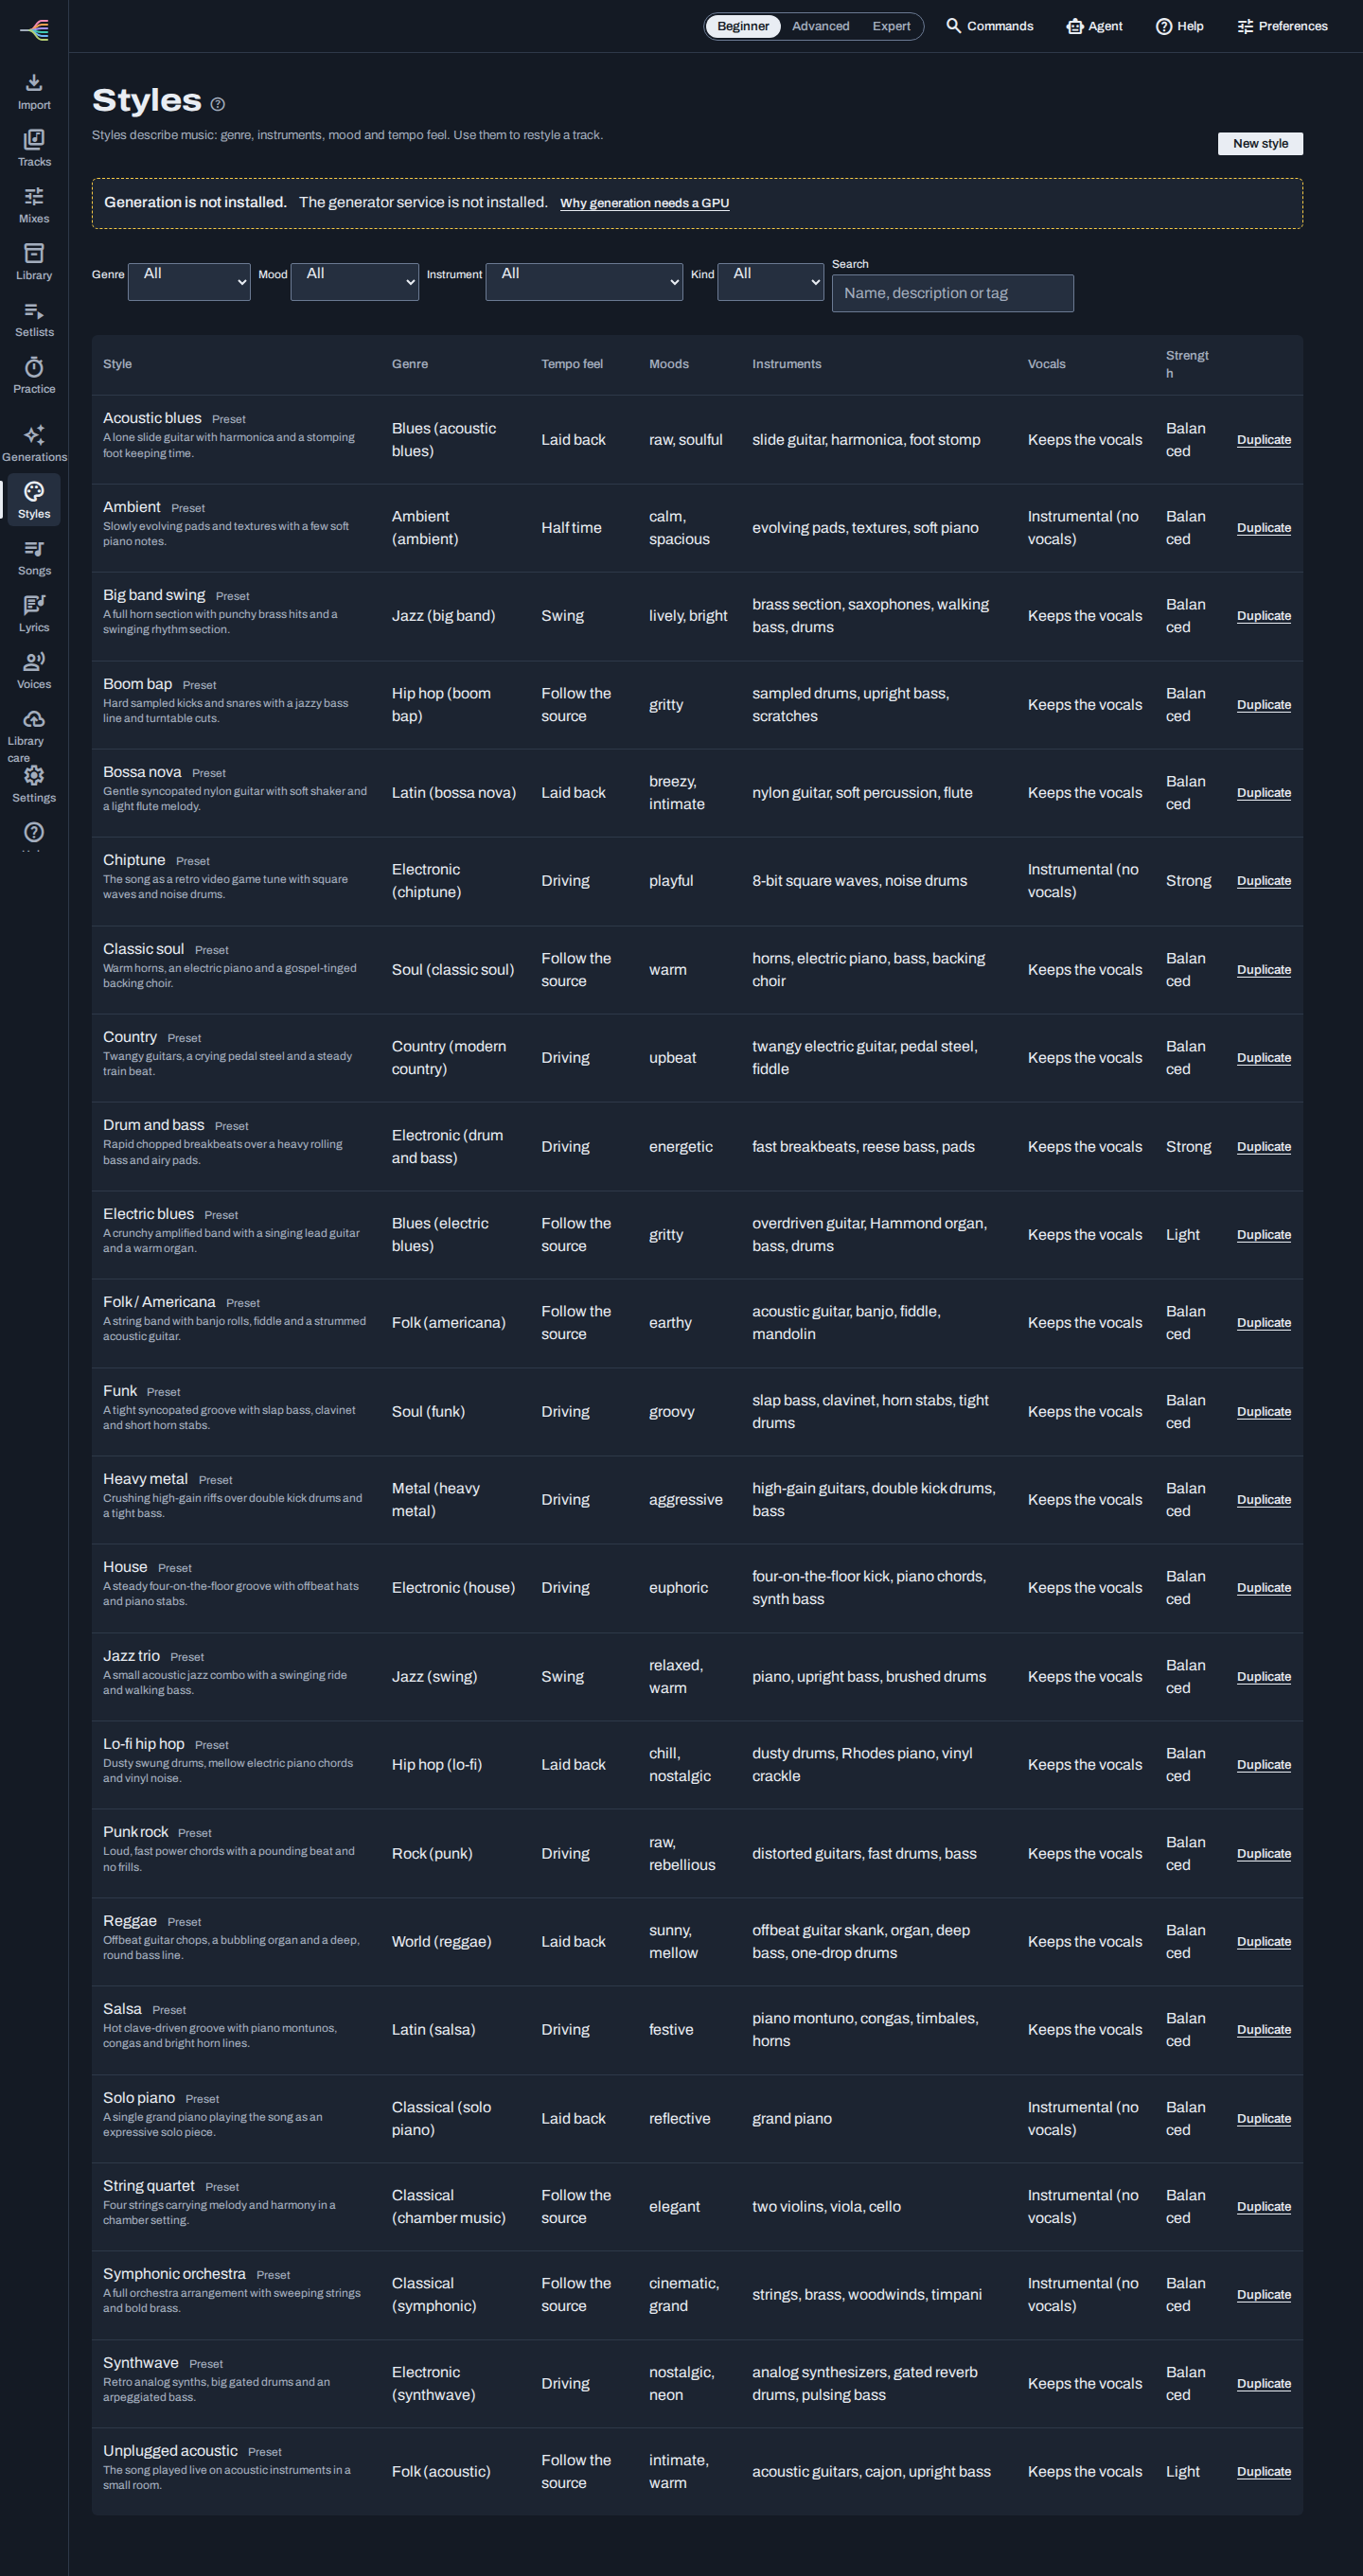 Beginner Advanced Expert Commands Agent Help Preferences
Import
Tracks
Mixes
Library
Setlists
Practice
Generations
Styles
Songs
Lyrics
Voices
Library
care
Settings
Styles
Styles describe music: genre, instruments, mood and tempo feel. Use them to restyle a track.
New style
Generation is not installed. The generator service is not installed. Why generation needs a GPU
Genre All Mood All Instrument All Kind All Search
Name, description or tag
Style Genre Tempo feel Moods Instruments Vocals Strengt
h
Acoustic blues Preset
A lone slide guitar with harmonica and a stomping
foot keeping time.
Blues (acoustic
blues)
Laid back
raw, soulful
slide guitar, harmonica, foot stomp
Keeps the vocals
Balan
ced
Duplicate
Ambient Preset
Slowly evolving pads and textures with a few soft
piano notes.
Ambient
(ambient)
Half time
calm,
spacious
evolving pads, textures, soft piano
Instrumental (no
vocals)
Balan
ced
Duplicate
Big band swing Preset
A full horn section with punchy brass hits and a
swinging rhythm section.
Jazz (big band)
Swing
lively, bright
brass section, saxophones, walking
bass, drums
Keeps the vocals
Balan
ced
Duplicate
Boom bap Preset
Hard sampled kicks and snares with a jazzy bass
line and turntable cuts.
Hip hop (boom
bap)
Follow the
source
gritty
sampled drums, upright bass,
scratches
Keeps the vocals
Balan
ced
Duplicate
Bossa nova Preset
Gentle syncopated nylon guitar with soft shaker and
a light flute melody.
Latin (bossa nova)
Laid back
breezy,
intimate
nylon guitar, soft percussion, flute
Keeps the vocals
Balan
ced
Duplicate
Chiptune Preset
The song as a retro video game tune with square
waves and noise drums.
Electronic
(chiptune)
Driving
playful
8-bit square waves, noise drums
Instrumental (no
vocals)
Strong
Duplicate
Classic soul Preset
Warm horns, an electric piano and a gospel-tinged
backing choir.
Soul (classic soul)
Follow the
source
warm
horns, electric piano, bass, backing
choir
Keeps the vocals
Balan
ced
Duplicate
Country Preset
Twangy guitars, a crying pedal steel and a steady
train beat.
Country (modern
country)
Driving
upbeat
twangy electric guitar, pedal steel,
fiddle
Keeps the vocals
Balan
ced
Duplicate
Drum and bass Preset
Rapid chopped breakbeats over a heavy rolling
bass and airy pads.
Electronic (drum
and bass)
Driving
energetic
fast breakbeats, reese bass, pads
Keeps the vocals
Strong
Duplicate
Electric blues Preset
A crunchy amplified band with a singing lead guitar
and a warm organ.
Blues (electric
blues)
Follow the
source
gritty
overdriven guitar, Hammond organ,
bass, drums
Keeps the vocals
Light
Duplicate
Folk / Americana Preset
A string band with banjo rolls, fiddle and a strummed
acoustic guitar.
Folk (americana)
Follow the
source
earthy
acoustic guitar, banjo, fiddle,
mandolin
Keeps the vocals
Balan
ced
Duplicate
Funk Preset
A tight syncopated groove with slap bass, clavinet
and short horn stabs.
Soul (funk)
Driving
groovy
slap bass, clavinet, horn stabs, tight
drums
Keeps the vocals
Balan
ced
Duplicate
Heavy metal Preset
Crushing high-gain riffs over double kick drums and
a tight bass.
Metal (heavy
metal)
Driving
aggressive
high-gain guitars, double kick drums,
bass
Keeps the vocals
Balan
ced
Duplicate
House Preset
A steady four-on-the-floor groove with offbeat hats
and piano stabs.
Electronic (house)
Driving
euphoric
four-on-the-floor kick, piano chords,
synth bass
Keeps the vocals
Balan
ced
Duplicate
Jazz trio Preset
A small acoustic jazz combo with a swinging ride
and walking bass.
Jazz (swing)
Swing
relaxed,
warm
piano, upright bass, brushed drums
Keeps the vocals
Balan
ced
Duplicate
Lo-fi hip hop Preset
Dusty swung drums, mellow electric piano chords
and vinyl noise.
Hip hop (lo-fi)
Laid back
chill,
nostalgic
dusty drums, Rhodes piano, vinyl
crackle
Keeps the vocals
Balan
ced
Duplicate
Punk rock Preset
Loud, fast power chords with a pounding beat and
no frills.
Rock (punk)
Driving
raw,
rebellious
distorted guitars, fast drums, bass
Keeps the vocals
Balan
ced
Duplicate
Reggae Preset
Offbeat guitar chops, a bubbling organ and a deep,
round bass line.
World (reggae)
Laid back
sunny,
mellow
offbeat guitar skank, organ, deep
bass, one-drop drums
Keeps the vocals
Balan
ced
Duplicate
Salsa Preset
Hot clave-driven groove with piano montunos,
congas and bright horn lines.
Latin (salsa)
Driving
festive
piano montuno, congas, timbales,
horns
Keeps the vocals
Balan
ced
Duplicate
Solo piano Preset
A single grand piano playing the song as an
expressive solo piece.
Classical (solo
piano)
Laid back
reflective
grand piano
Instrumental (no
vocals)
Balan
ced
Duplicate
String quartet Preset
Four strings carrying melody and harmony in a
chamber setting.
Classical
(chamber music)
Follow the
source
elegant
two violins, viola, cello
Instrumental (no
vocals)
Balan
ced
Duplicate
Symphonic orchestra Preset
A full orchestra arrangement with sweeping strings
and bold brass.
Classical
(symphonic)
Follow the
source
cinematic,
grand
strings, brass, woodwinds, timpani
Instrumental (no
vocals)
Balan
ced
Duplicate
Synthwave Preset
Retro analog synths, big gated drums and an
arpeggiated bass.
Electronic
(synthwave)
Driving
nostalgic,
neon
analog synthesizers, gated reverb
drums, pulsing bass
Keeps the vocals
Balan
ced
Duplicate
Unplugged acoustic Preset
The song played live on acoustic instruments in a
small room.
Folk (acoustic)
Follow the
source
intimate,
warm
acoustic guitars, cajon, upright bass
Keeps the vocals
Light
Duplicate